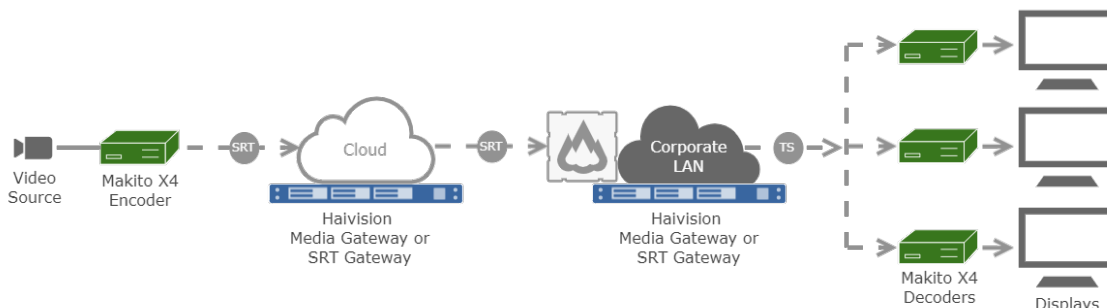 Video
Source
Makito X4
Encoder
SRT
Cloud
Haivision
Media Gateway or
SRT Gateway
SRT
Corporate
LAN
Haivision
Media Gateway or
SRT Gateway
TS
Makito X4
Decoders
Displays